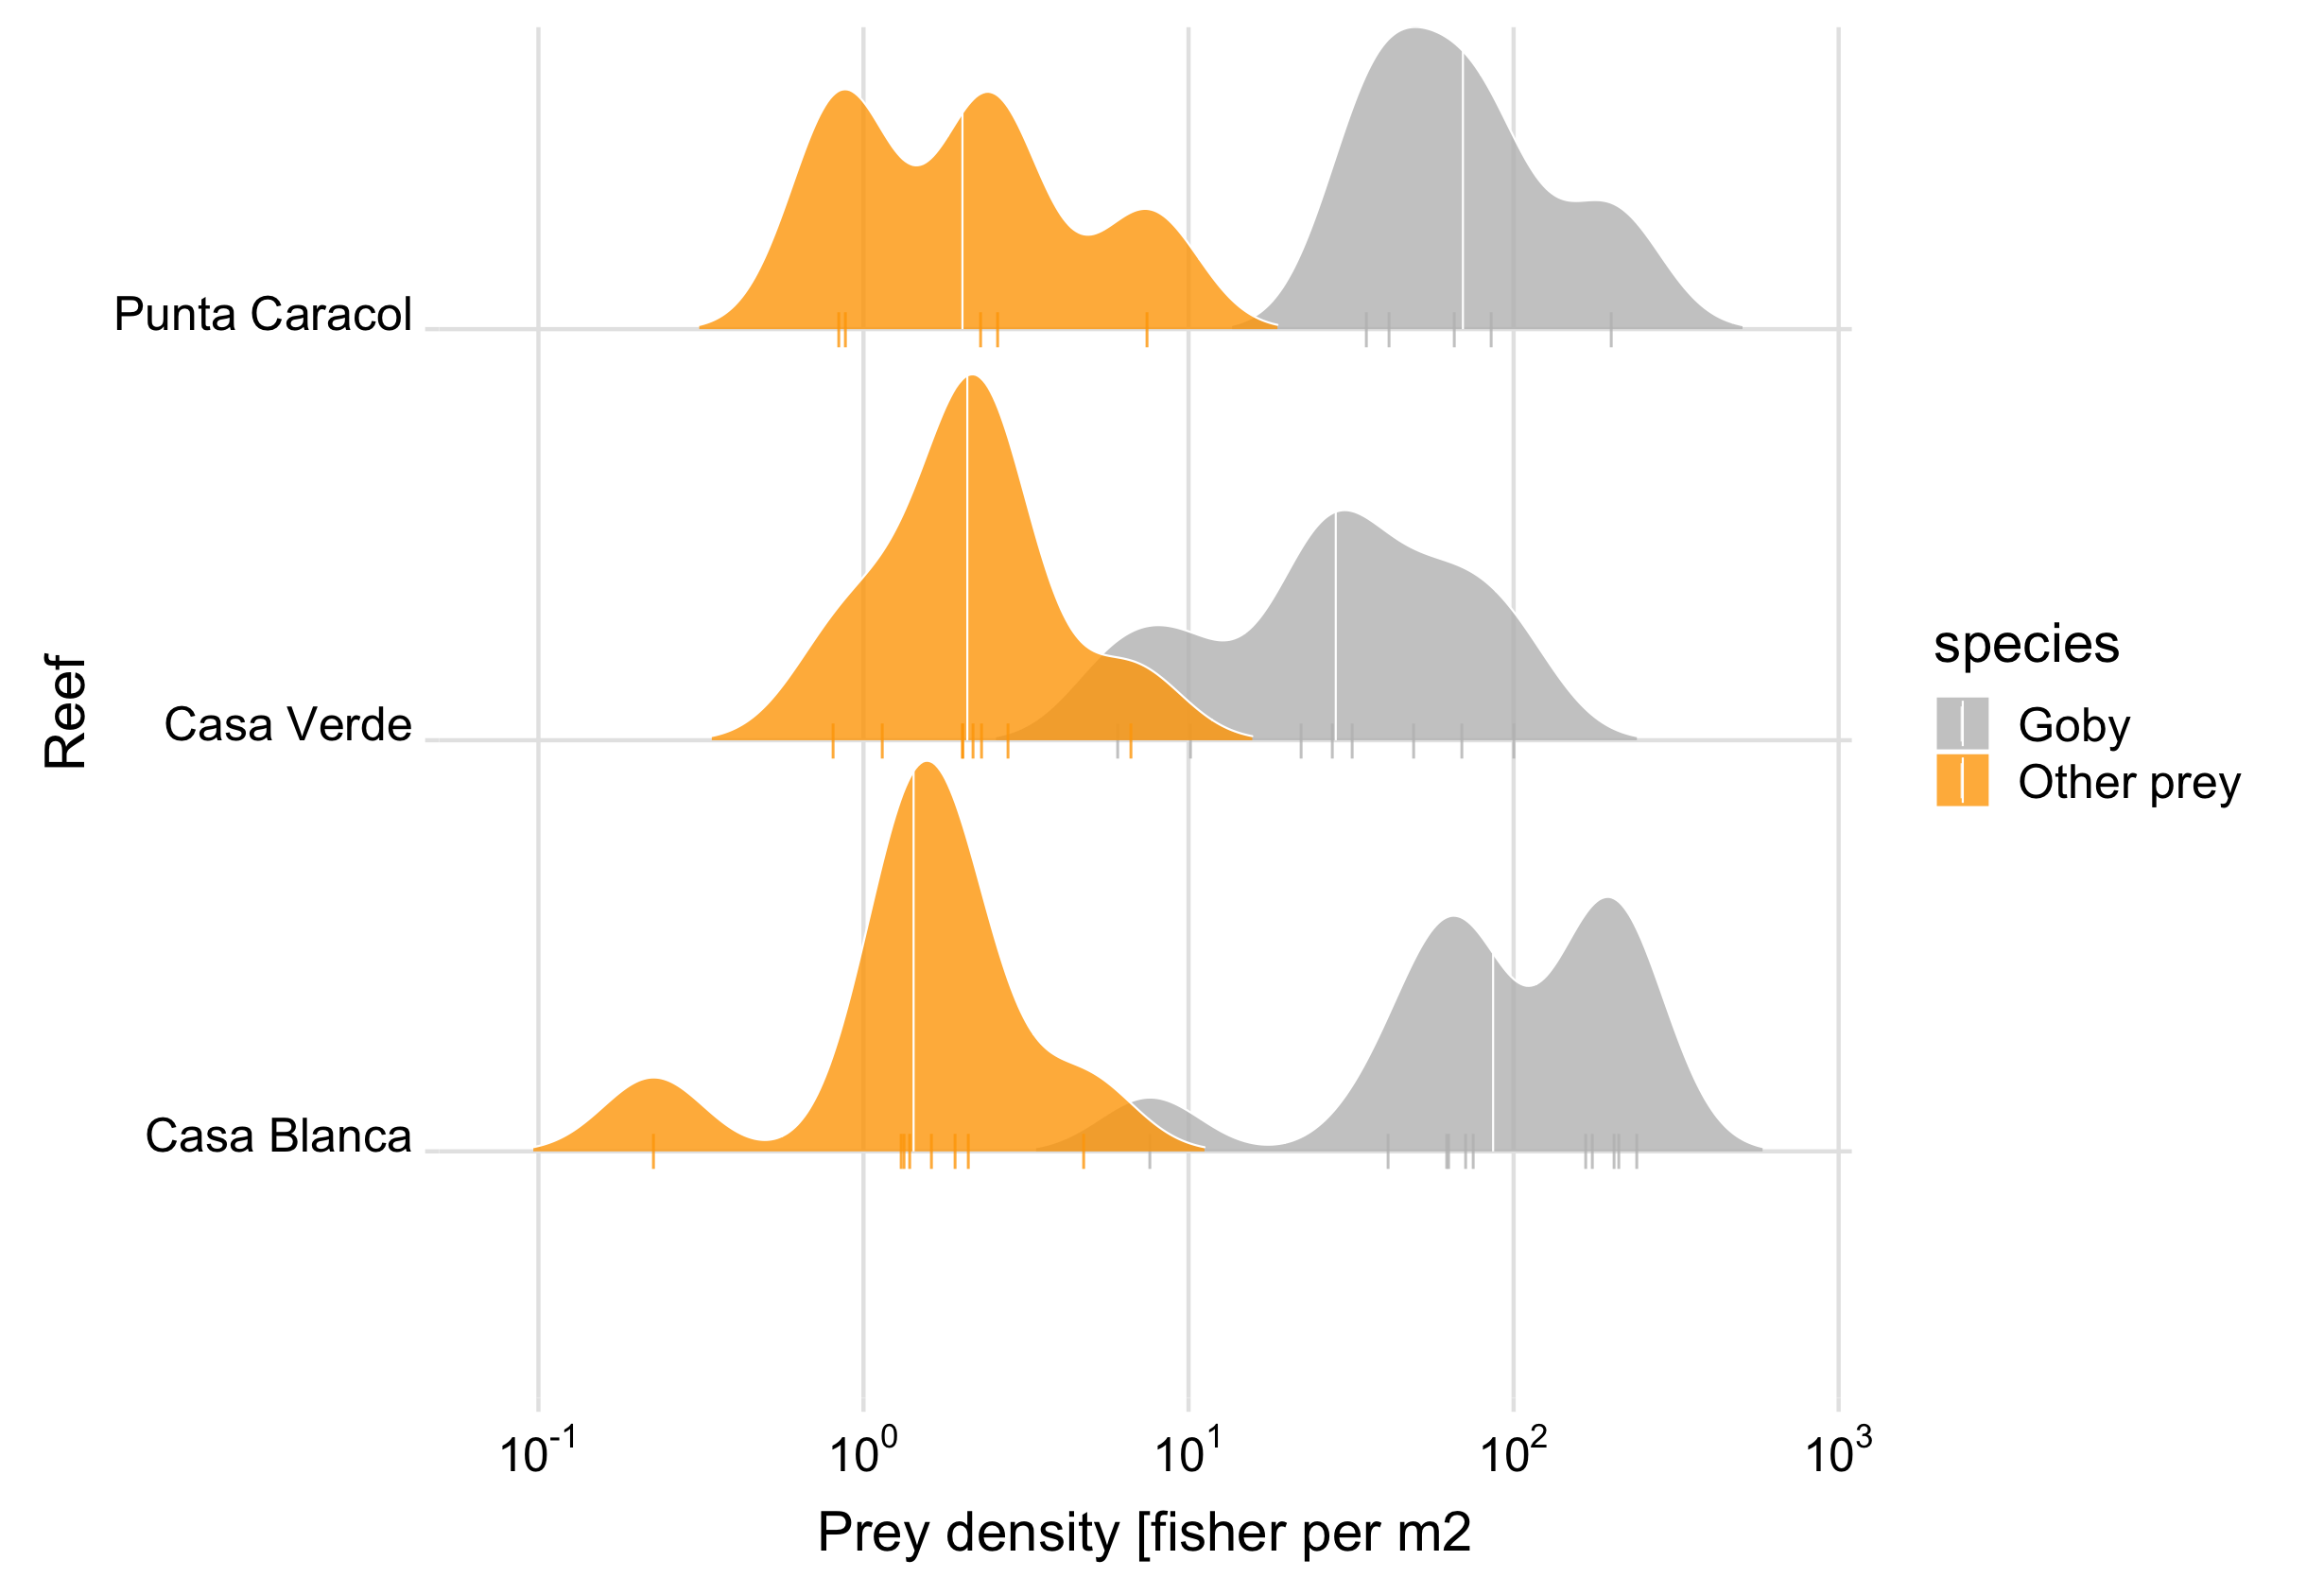 Punta Caracol
Casa Verde
Casa Blanca
Reef
10⁻¹ 10⁰ 10¹ 10² 10³
Prey density [fisher per m2
species
Goby
Other prey